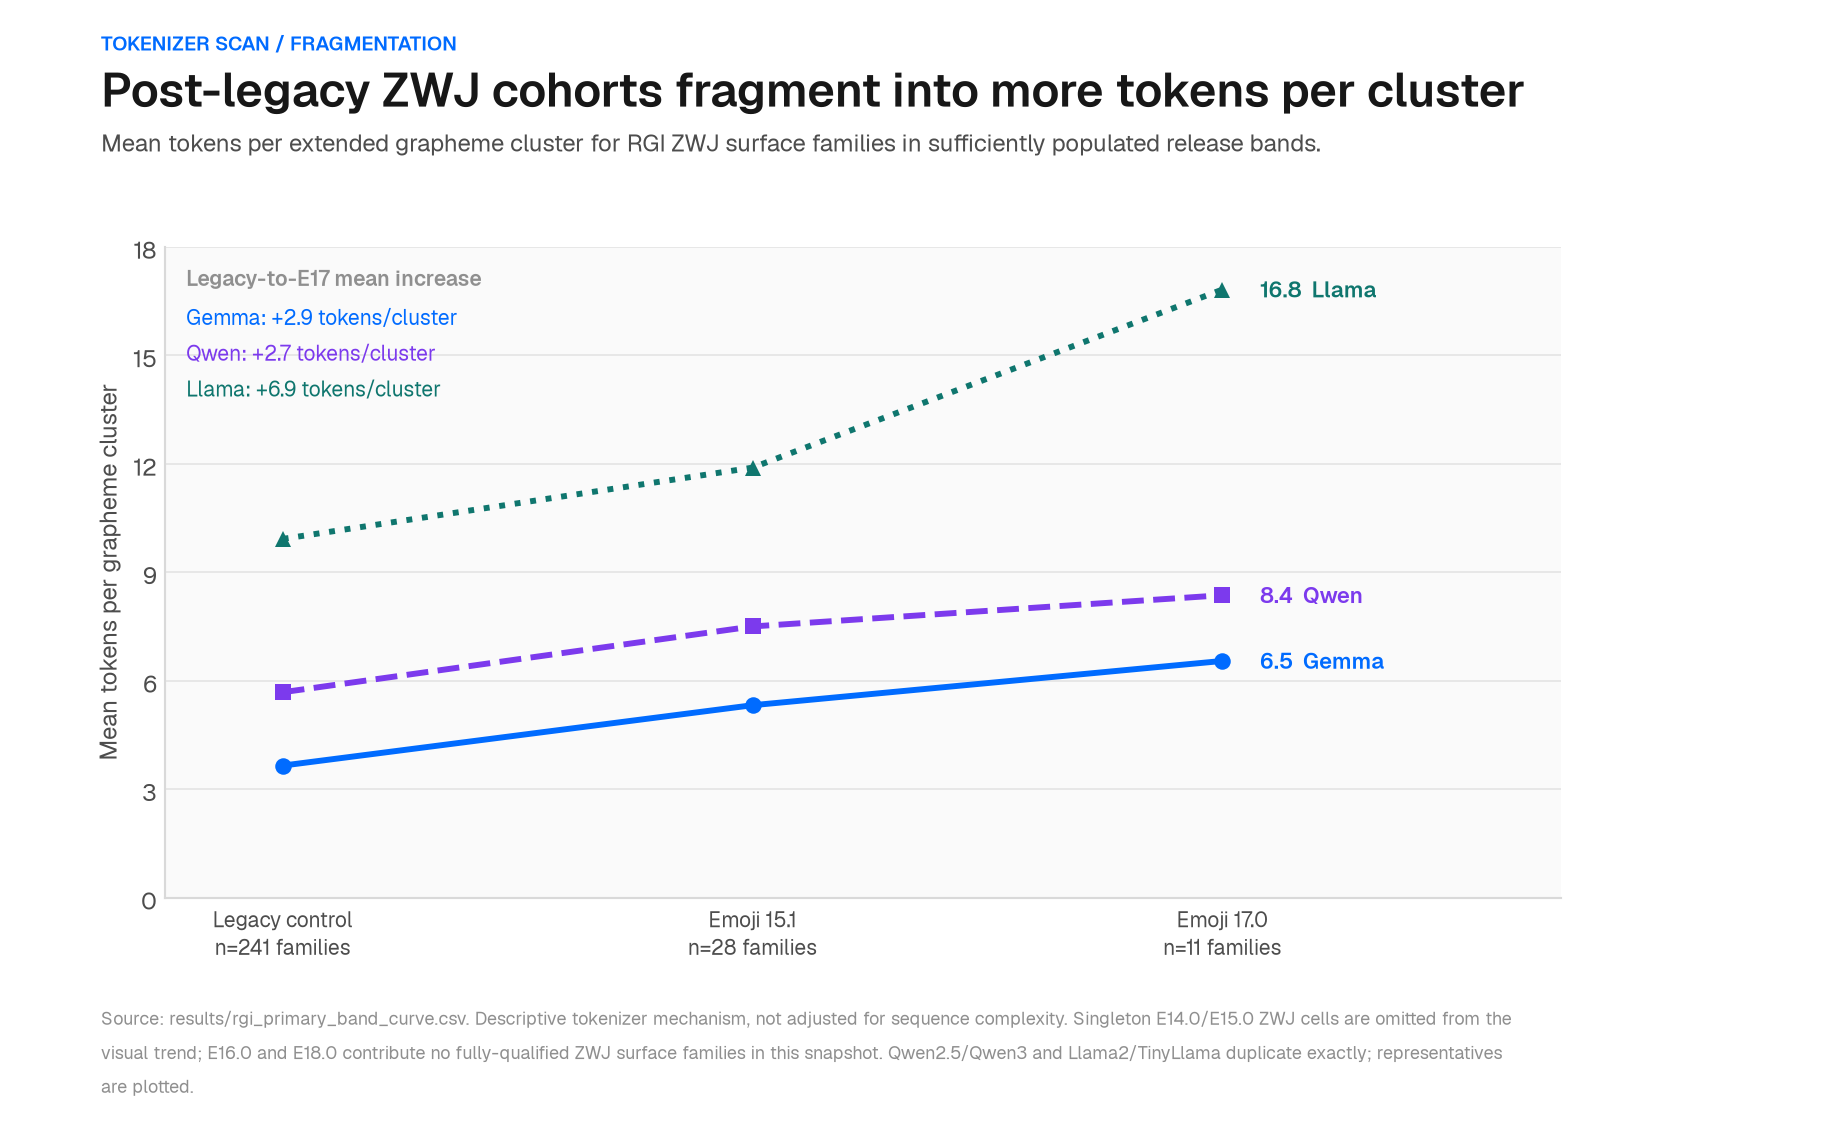 TOKENIZER SCAN / FRAGMENTATION
Post-legacy ZWJ cohorts fragment into more tokens per cluster
Mean tokens per extended grapheme cluster for RGI ZWJ surface families in sufficiently populated release bands.
Mean tokens per grapheme cluster
18
15
12
9
6
3
0
Legacy-to-E17 mean increase
Gemma: +2.9 tokens/cluster
Qwen: +2.7 tokens/cluster
Llama: +6.9 tokens/cluster
16.8 Llama
8.4 Qwen
6.5 Gemma
Legacy control
n=241 families
Emoji 15.1
n=28 families
Emoji 17.0
n=11 families
Source: results/rgi_primary_band_curve.csv. Descriptive tokenizer mechanism, not adjusted for sequence complexity. Singleton E14.0/E15.0 ZWJ cells are omitted from the
visual trend; E16.0 and E18.0 contribute no fully-qualified ZWJ surface families in this snapshot. Qwen2.5/Qwen3 and Llama2/TinyLlama duplicate exactly; representatives
are plotted.